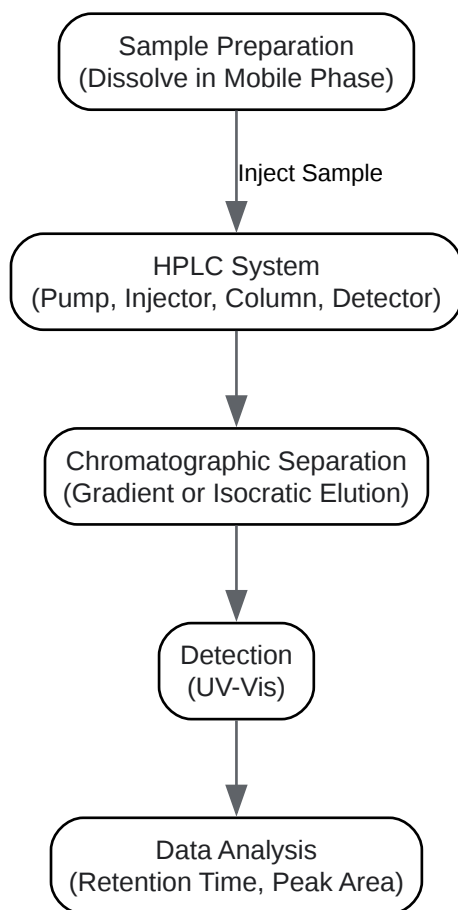 Sample Preparation
(Dissolve in Mobile Phase)
Inject Sample
HPLC System
(Pump, Injector, Column, Detector)
Chromatographic Separation
(Gradient or Isocratic Elution)
Detection
(UV-Vis)
Data Analysis
(Retention Time, Peak Area)